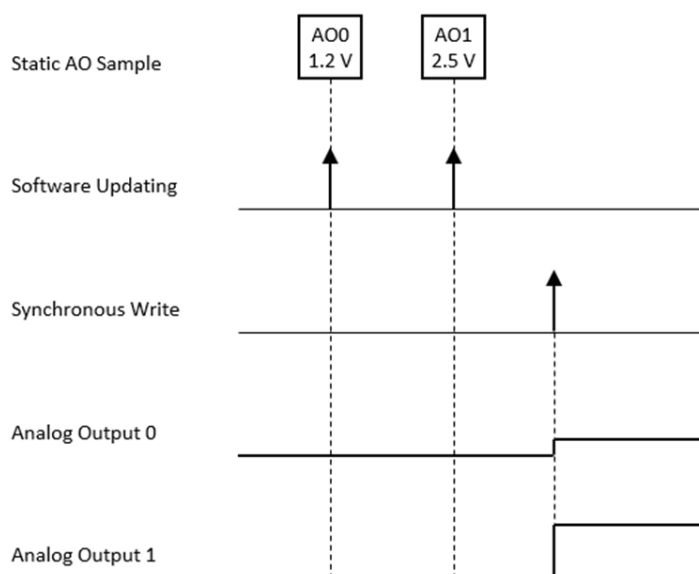 AO0
1.2 V
AO1
2.5 V
Static AO Sample
Software Updating
Synchronous Write
Analog Output 0
Analog Output 1